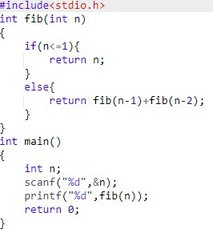 #include<stdio.h>
int fib(int n)
{
    if(n<=1){
        return n;
    }
    else{
        return fib(n-1)+fib(n-2);
    }
}
int main()
{
    int n;
    scanf("%d",&n);
    printf("%d",fib(n));
    return 0;
}